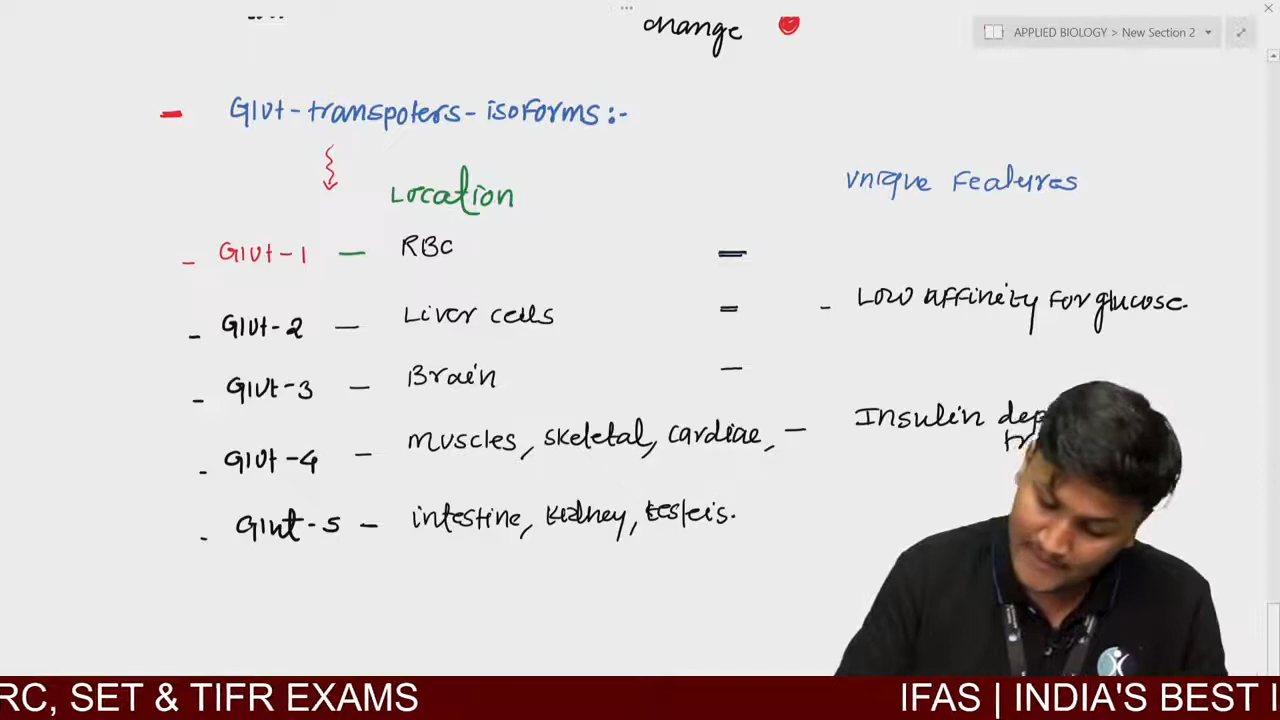 change
APPLIED BIOLOGY > New Section 2
- Glut-transpoters-isoforms:-
Location
Unique Features
- Glut-1 — RBC —
- Glut-2 — Liver cells — - Low affinity for glucose.
- Glut-3 — Brain —
- Glut-4 — muscles, skeletal, cardiac, — Insulin dep
tr
- Glut-5 — intestine, kidney, testeis.
RC, SET & TIFR EXAMS
IFAS | INDIA'S BEST I